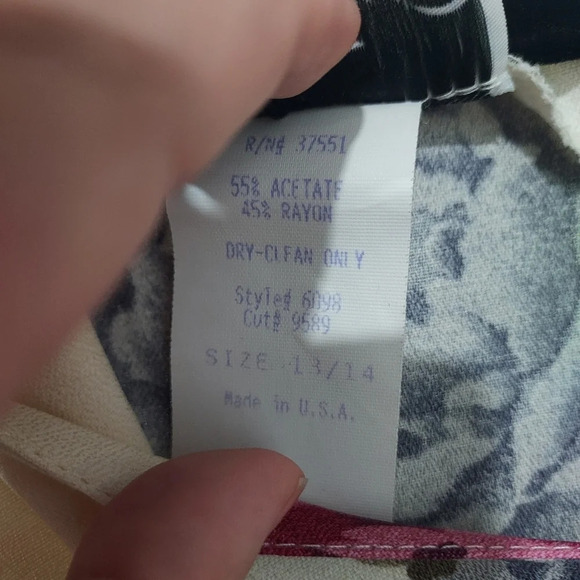 R/N# 37551
55% ACETATE
45% RAYON
DRY-CLEAN ONLY
Style# 6098
Cut# 9589
SIZE 13/14
Made in U.S.A.